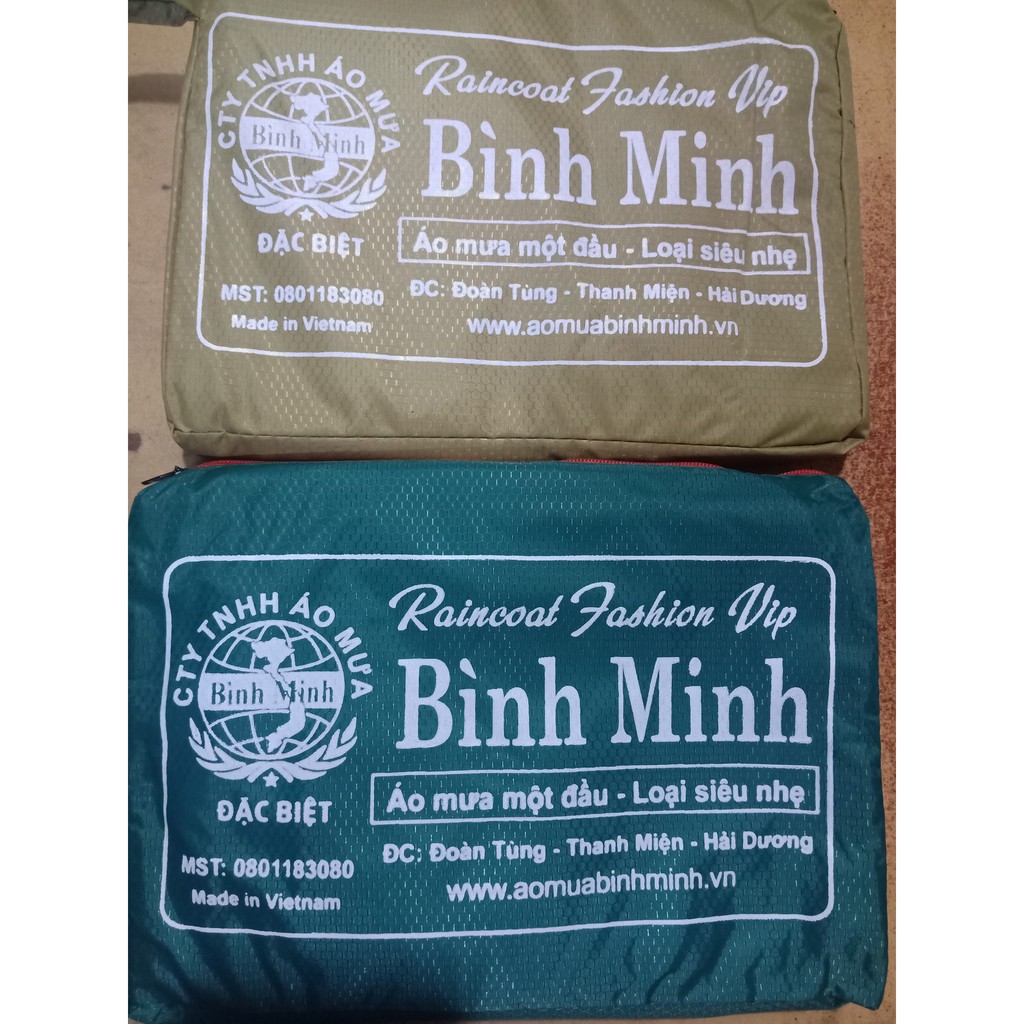 CTY TNHH ÁO MƯA
Bình Minh
ĐẶC BIỆT
MST: 0801183080
Made in Vietnam
Raincoat Fashion Vip
Bình Minh
Áo mưa một đầu - Loại siêu nhẹ
ĐC: Đoàn Tùng - Thanh Miện - Hải Dương
www.aomuabinhminh.vn
CTY TNHH ÁO MƯA
Bình Minh
ĐẶC BIỆT
MST: 0801183080
Made in Vietnam
Raincoat Fashion Vip
Bình Minh
Áo mưa một đầu - Loại siêu nhẹ
ĐC: Đoàn Tùng - Thanh Miện - Hải Dương
www.aomuabinhminh.vn